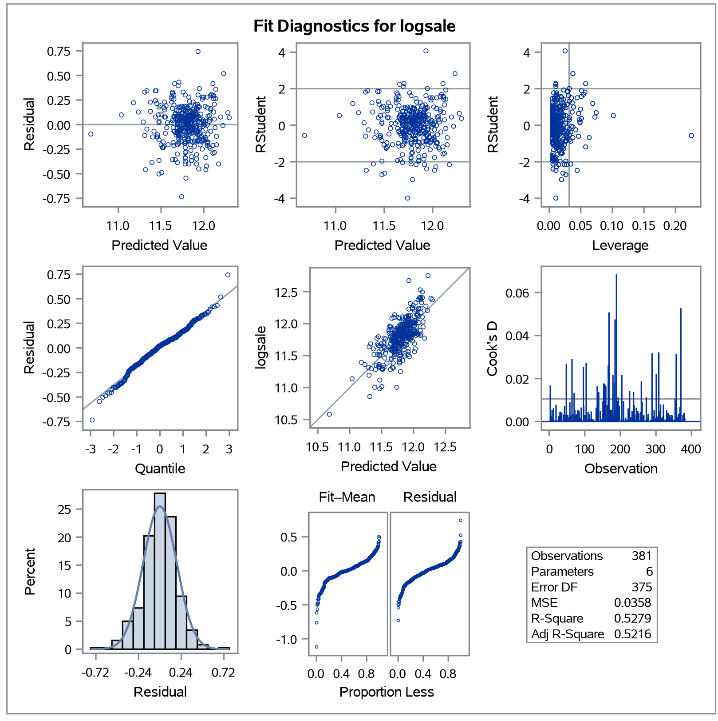 Fit Diagnostics for logsale
0.75
0.50
0.25
0.00
-0.25
-0.50
-0.75
Residual
11.0 11.5 12.0
Predicted Value
4
2
0
-2
-4
RStudent
11.0 11.5 12.0
Predicted Value
4
2
0
-2
-4
RStudent
0.00 0.05 0.10 0.15 0.20
Leverage
0.75
0.50
0.25
0.00
-0.25
-0.50
-0.75
Residual
-3 -2 -1 0 1 2 3
Quantile
12.5
12.0
11.5
11.0
10.5
logsale
10.5 11.0 11.5 12.0 12.5
Predicted Value
0.06
0.04
0.02
0.00
Cook's D
0 100 200 300 400
Observation
25
20
15
10
5
0
Percent
-0.72 -0.24 0.24 0.72
Residual
Fit–Mean Residual
0.5
0.0
-0.5
-1.0
0.0 0.4 0.8 0.0 0.4 0.8
Proportion Less
Observations 381
Parameters 6
Error DF 375
MSE 0.0358
R-Square 0.5279
Adj R-Square 0.5216